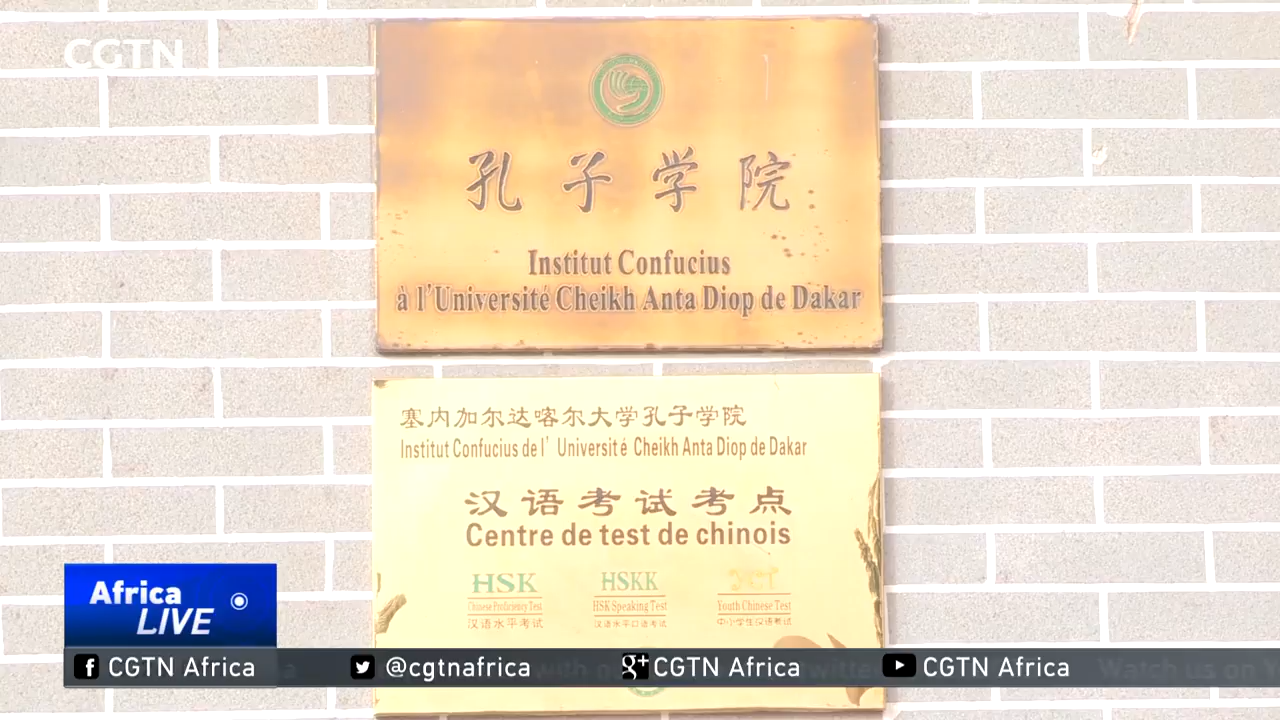 CGTN
孔子学院
Institut Confucius
à l'Université Cheikh Anta Diop de Dakar
塞内加尔达喀尔大学孔子学院
Institut Confucius de l' Université Cheikh Anta Diop de Dakar
汉语考试考点
Centre de test de chinois
HSK HSKK YCT
Chinese Proficiency Test HSK Speaking Test Youth Chinese Test
汉语水平考试 汉语水平口语考试 中小学生汉语考试
Africa
LIVE
CGTN Africa @cgtnafrica CGTN Africa CGTN Africa
Watch us on